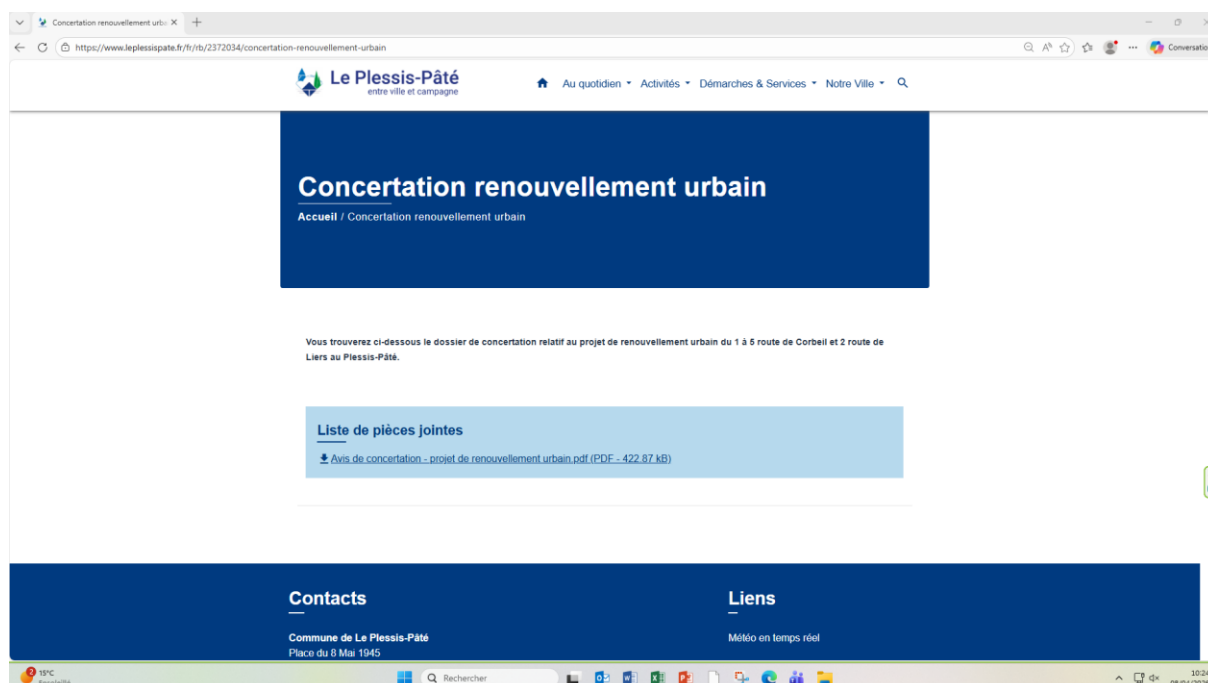 Concertation renouvellement urb
https://www.leplessispate.fr/fr/rb/2372034/concertation-renouvellement-urbain
Conversatio
Le Plessis-Pâté
entre ville et campagne
Au quotidien Activités Démarches & Services Notre Ville
Concertation renouvellement urbain
Accueil / Concertation renouvellement urbain
Vous trouverez ci-dessous le dossier de concertation relatif au projet de renouvellement urbain du 1 à 5 route de Corbeil et 2 route de
Liers au Plessis-Pâté.
Liste de pièces jointes
Avis de concertation - projet de renouvellement urbain.pdf (PDF - 422.87 kB)
Contacts
Liens
Commune de Le Plessis-Pâté
Météo en temps réel
Place du 8 Mai 1945
2
15°C
Rechercher
10:24